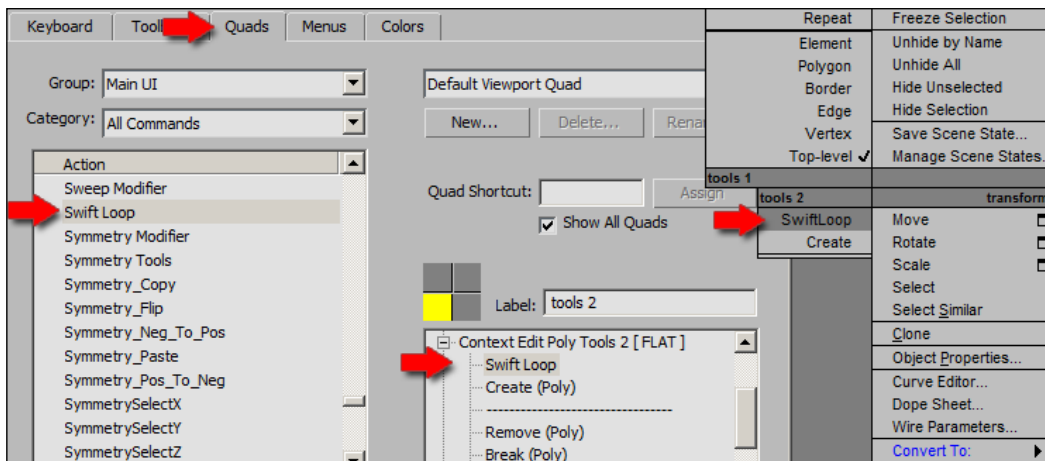 Keyboard
Tool
Quads
Menus
Colors
Group: Main UI
Category: All Commands
Action
Sweep Modifier
Swift Loop
Symmetry Modifier
Symmetry Tools
Symmetry_Copy
Symmetry_Flip
Symmetry_Neg_To_Pos
Symmetry_Paste
Symmetry_Pos_To_Neg
SymmetrySelectX
SymmetrySelectY
SymmetrySelectZ
Default Viewport Quad
New...
Delete...
Rena
Quad Shortcut:
Assign
Show All Quads
Label: tools 2
Context Edit Poly Tools 2 [ FLAT ]
Swift Loop
Create (Poly)
---------------------------------
Remove (Poly)
Break (Poly)
Repeat
Element
Polygon
Border
Edge
Vertex
Top-level
tools 1
tools 2
SwiftLoop
Create
Freeze Selection
Unhide by Name
Unhide All
Hide Unselected
Hide Selection
Save Scene State...
Manage Scene States.
transform
Move
Rotate
Scale
Select
Select Similar
Clone
Object Properties...
Curve Editor...
Dope Sheet...
Wire Parameters...
Convert To: